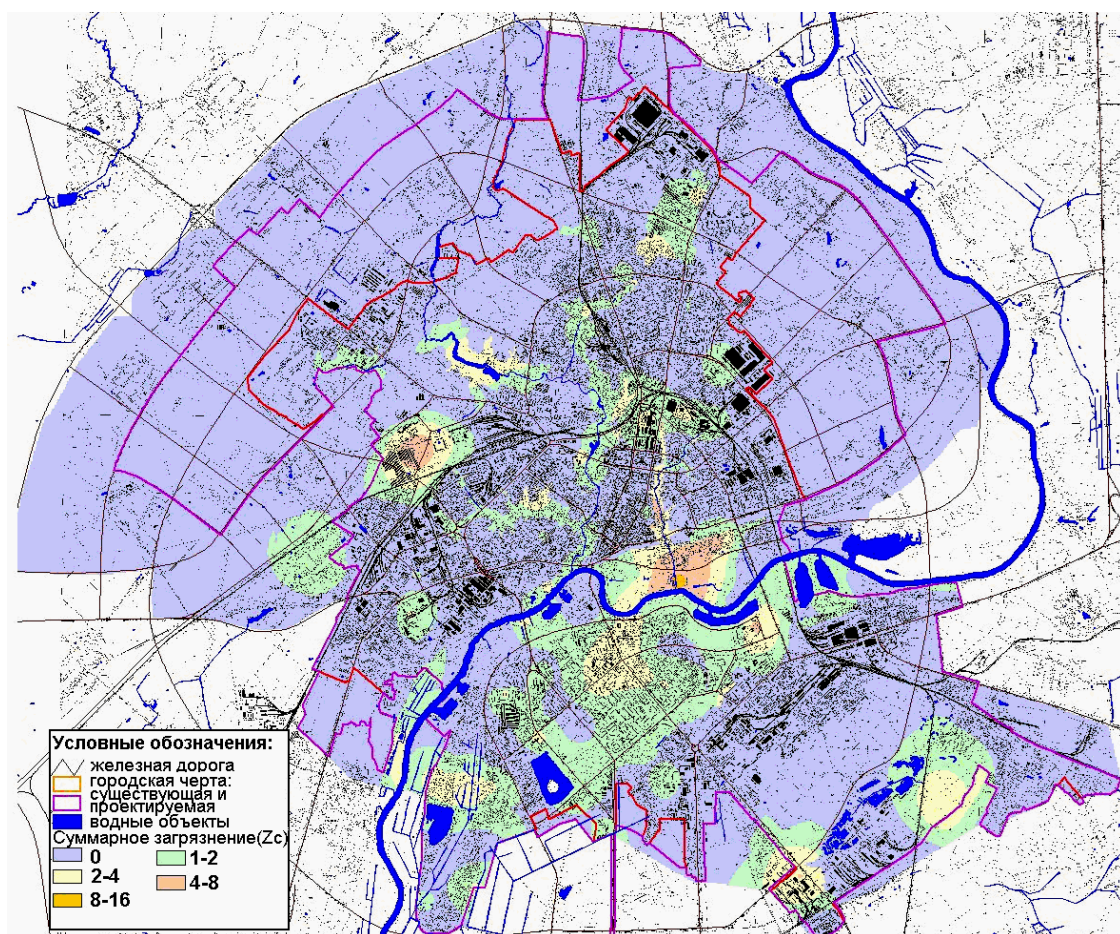 Условные обозначения:
железная дорога
городская черта:
существующая и
проектируемая
водные объекты
Суммарное загрязнение(Zc)
0 1-2
2-4 4-8
8-16